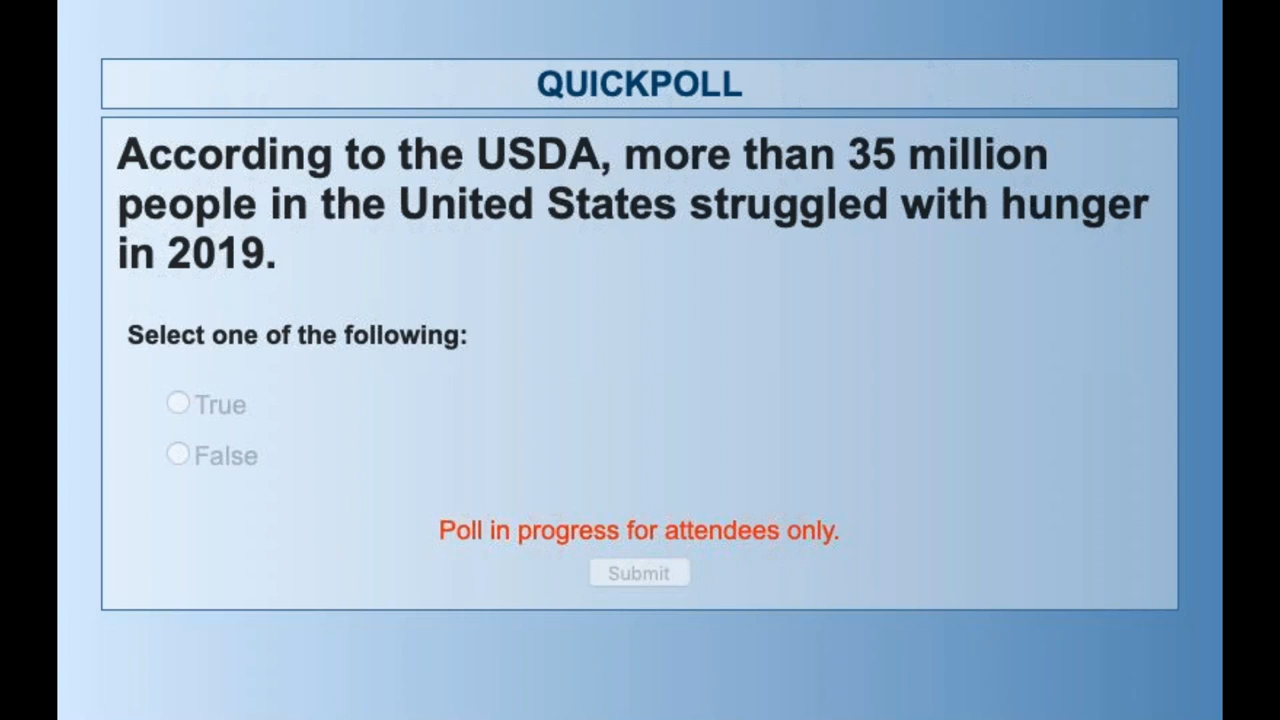 QUICKPOLL
According to the USDA, more than 35 million
people in the United States struggled with hunger
in 2019.
Select one of the following:
True
False
Poll in progress for attendees only.
Submit